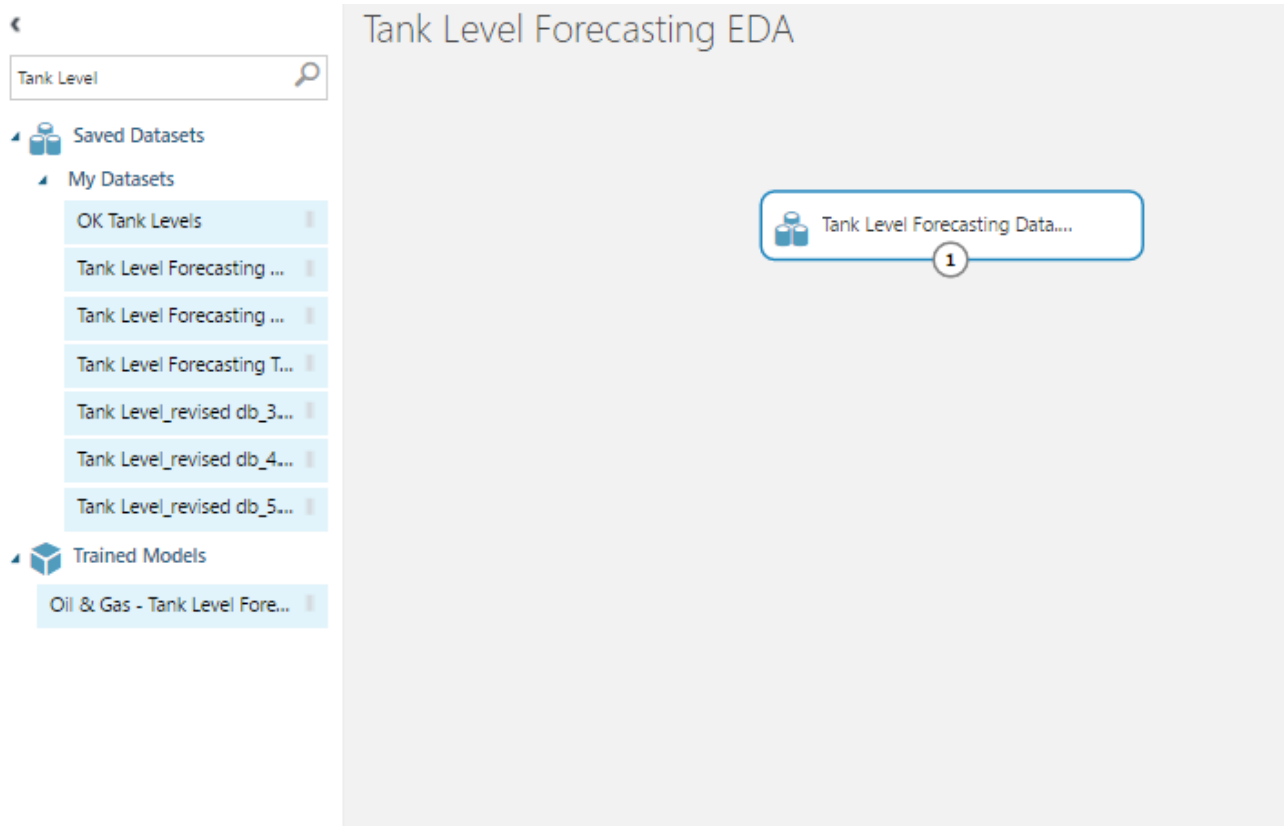 Tank Level Forecasting EDA
Tank Level
Saved Datasets
My Datasets
OK Tank Levels
Tank Level Forecasting ...
Tank Level Forecasting ...
Tank Level Forecasting T...
Tank Level_revised db_3....
Tank Level_revised db_4....
Tank Level_revised db_5....
Trained Models
Oil & Gas - Tank Level Fore...
Tank Level Forecasting Data....
1